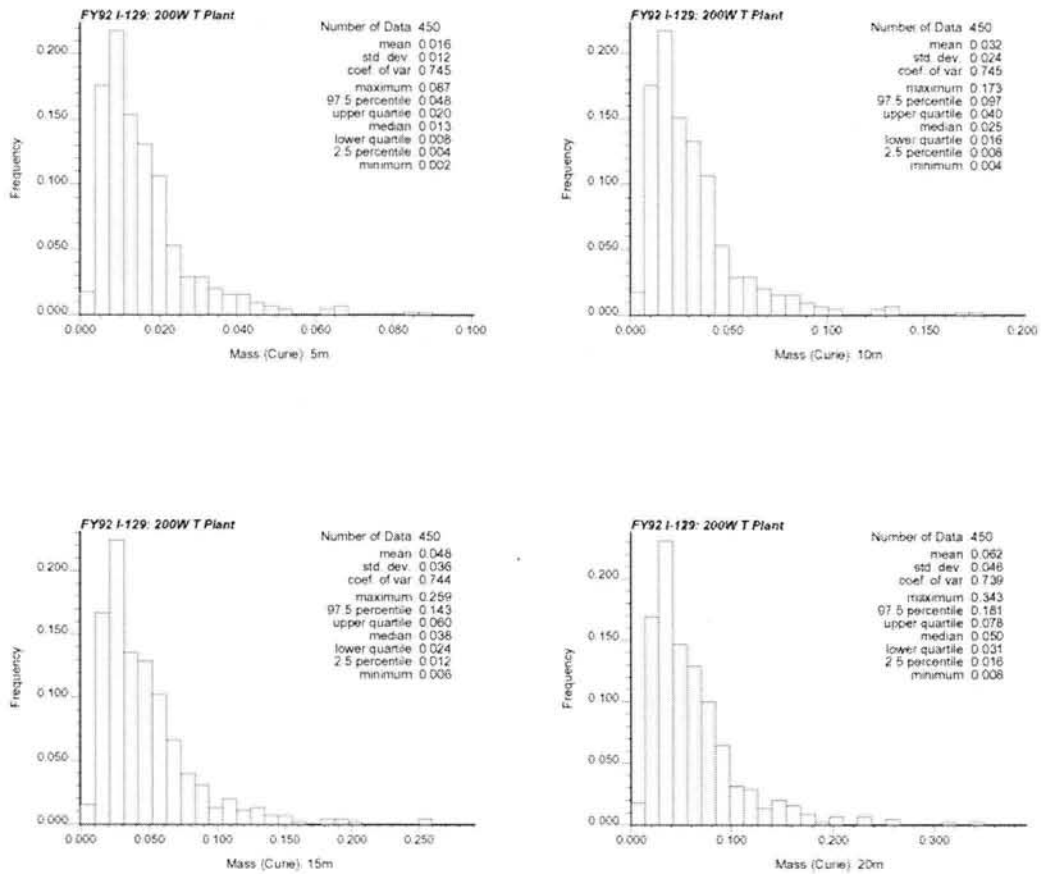 FY92 I-129: 200W T Plant
Number of Data 450
mean 0.016
std. dev. 0.012
coef. of var 0.745
maximum 0.087
97.5 percentile 0.048
upper quartile 0.020
median 0.013
lower quartile 0.008
2.5 percentile 0.004
minimum 0.002
Frequency
0.200
0.150
0.100
0.050
0.000
0.000 0.020 0.040 0.060 0.080 0.100
Mass (Curie): 5m
FY92 I-129: 200W T Plant
Number of Data 450
mean 0.032
std. dev. 0.024
coef. of var 0.745
maximum 0.173
97.5 percentile 0.097
upper quartile 0.040
median 0.025
lower quartile 0.016
2.5 percentile 0.008
minimum 0.004
Frequency
0.200
0.150
0.100
0.050
0.000
0.000 0.050 0.100 0.150 0.200
Mass (Curie): 10m
FY92 I-129: 200W T Plant
Number of Data 450
mean 0.048
std. dev. 0.036
coef. of var 0.744
maximum 0.259
97.5 percentile 0.143
upper quartile 0.060
median 0.038
lower quartile 0.024
2.5 percentile 0.012
minimum 0.006
Frequency
0.200
0.150
0.100
0.050
0.000
0.000 0.050 0.100 0.150 0.200 0.250
Mass (Curie): 15m
FY92 I-129: 200W T Plant
Number of Data 450
mean 0.062
std. dev. 0.046
coef. of var 0.739
maximum 0.343
97.5 percentile 0.181
upper quartile 0.078
median 0.050
lower quartile 0.031
2.5 percentile 0.016
minimum 0.008
Frequency
0.200
0.150
0.100
0.050
0.000
0.000 0.100 0.200 0.300
Mass (Curie): 20m